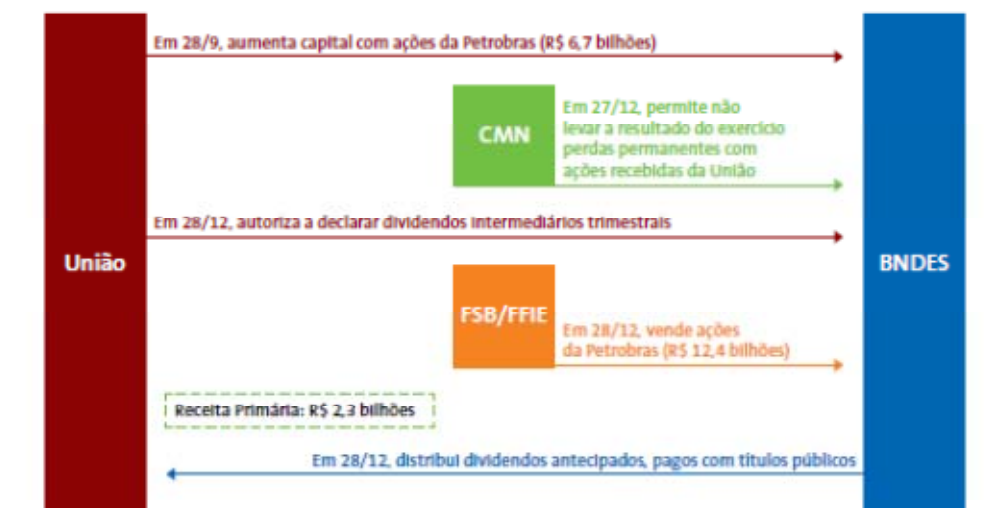 Em 28/9, aumenta capital com ações da Petrobras (R$ 6,7 bilhões)
CMN
Em 27/12, permite não
levar a resultado do exercício
perdas permanentes com
ações recebidas da União
Em 28/12, autoriza a declarar dividendos intermediários trimestrais
União
BNDES
FSB/FFIE
Em 28/12, vende ações
da Petrobras (R$ 12,4 bilhões)
Receita Primária: R$ 2,3 bilhões
Em 28/12, distribui dividendos antecipados, pagos com títulos públicos